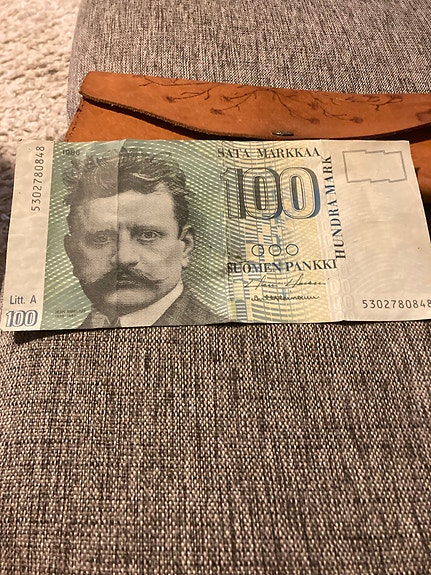 5302780848
1986
SATA MARKKAA
100
HUNDRA MARK
SUOMEN PANKKI
Litt. A
100
5302780848